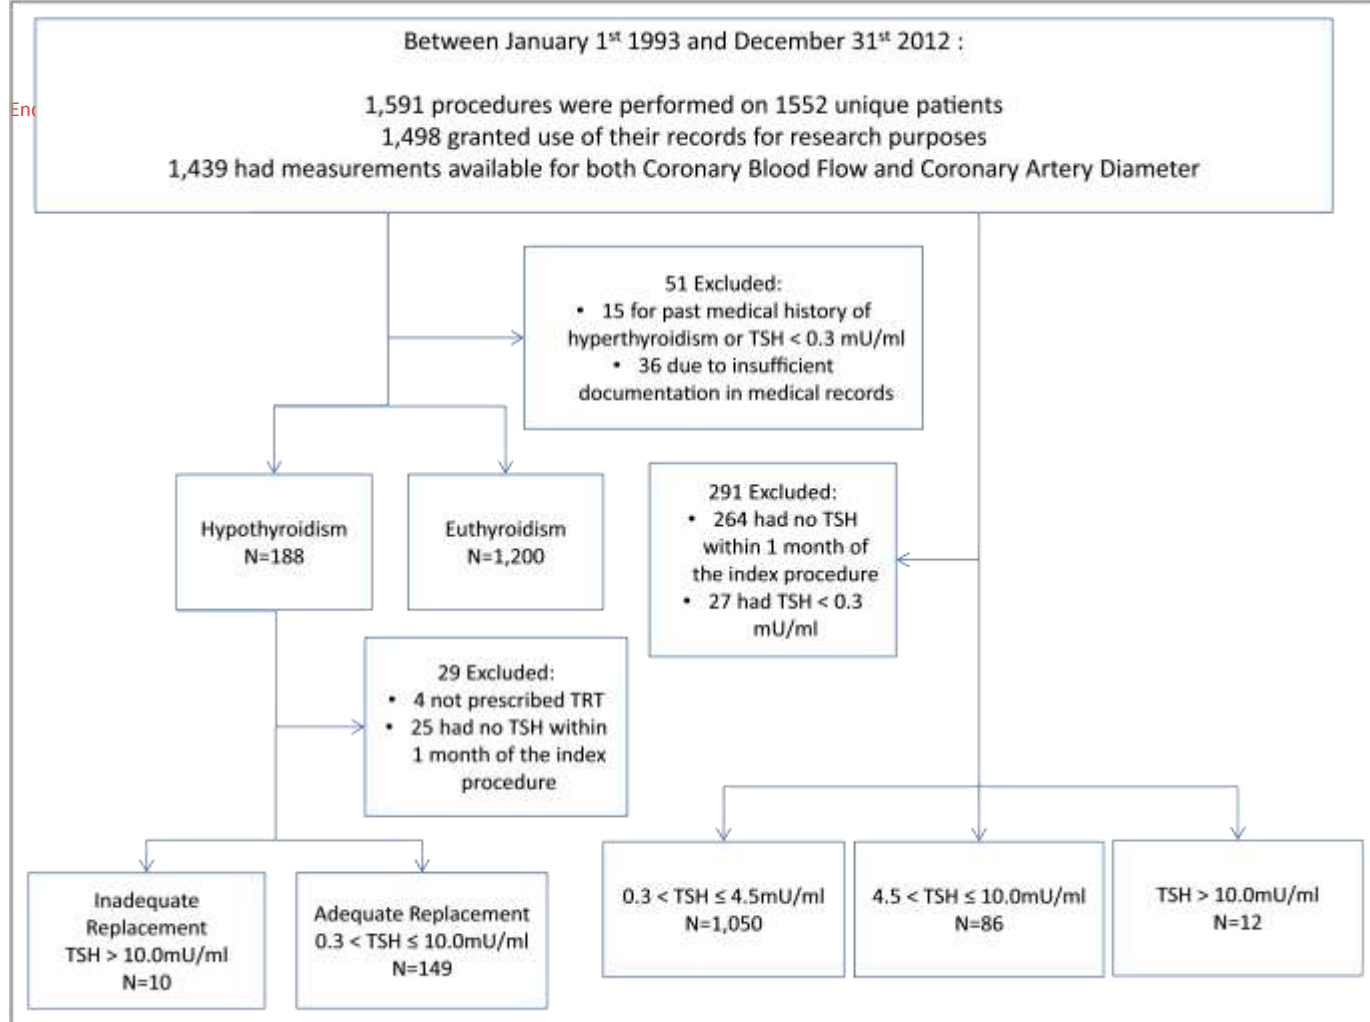 Between January 1st 1993 and December 31st 2012 :
1,591 procedures were performed on 1552 unique patients
1,498 granted use of their records for research purposes
1,439 had measurements available for both Coronary Blood Flow and Coronary Artery Diameter
51 Excluded:
• 15 for past medical history of
hyperthyroidism or TSH < 0.3 mU/ml
• 36 due to insufficient
documentation in medical records
Hypothyroidism
N=188
Euthyroidism
N=1,200
291 Excluded:
• 264 had no TSH
within 1 month of
the index procedure
• 27 had TSH < 0.3
mU/ml
29 Excluded:
• 4 not prescribed TRT
• 25 had no TSH within
1 month of the index
procedure
Inadequate
Replacement
TSH > 10.0mU/ml
N=10
Adequate Replacement
0.3 < TSH ≤ 10.0mU/ml
N=149
0.3 < TSH ≤ 4.5mU/ml
N=1,050
4.5 < TSH ≤ 10.0mU/ml
N=86
TSH > 10.0mU/ml
N=12